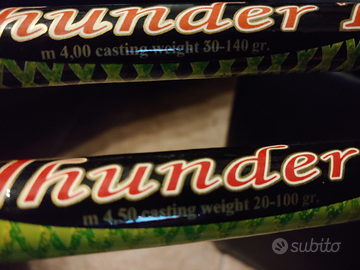 Thunder
m 4,00 casting weight 30-140 gr.
Thunder
m 4,50 casting weight 20-100 gr.
subito